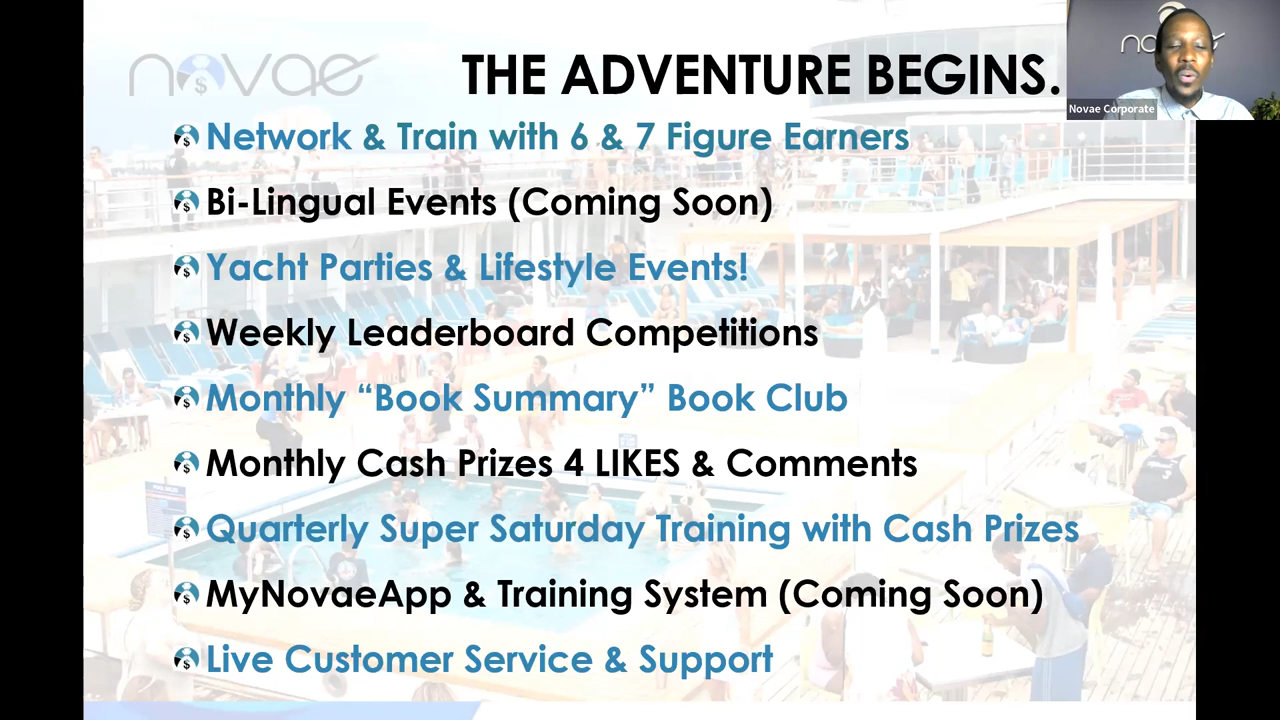 novae
THE ADVENTURE BEGINS.
Novae Corporate
Network & Train with 6 & 7 Figure Earners
Bi-Lingual Events (Coming Soon)
Yacht Parties & Lifestyle Events!
Weekly Leaderboard Competitions
Monthly “Book Summary” Book Club
Monthly Cash Prizes 4 LIKES & Comments
Quarterly Super Saturday Training with Cash Prizes
MyNovaeApp & Training System (Coming Soon)
Live Customer Service & Support